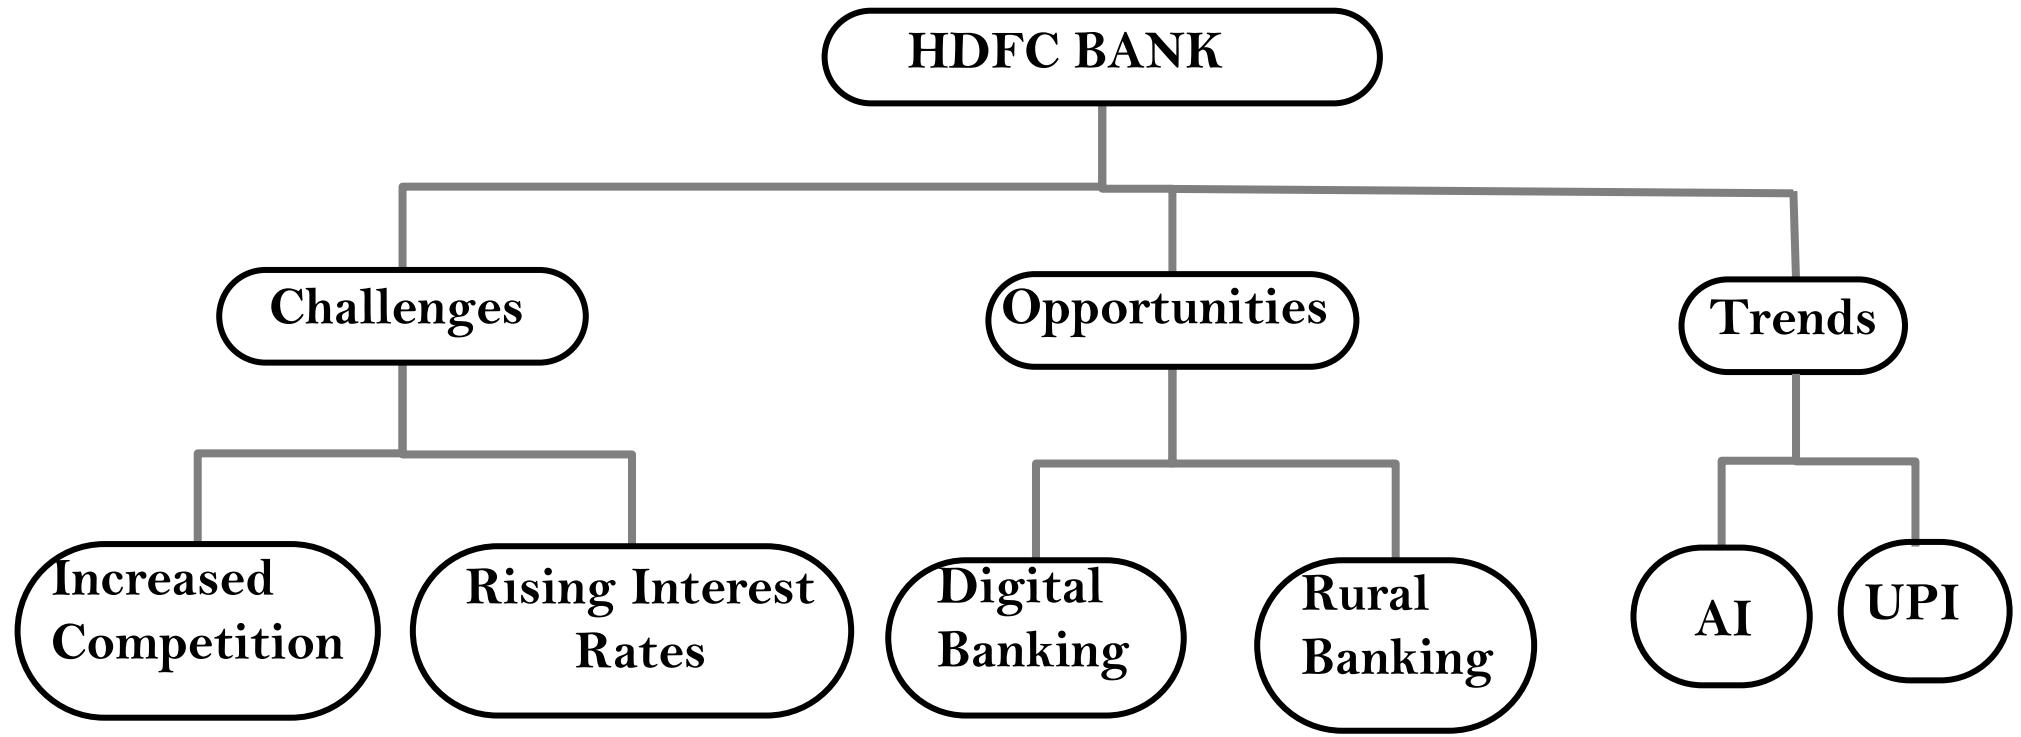 HDFC BANK
Challenges
Opportunities
Trends
Increased
Competition
Rising Interest
Rates
Digital
Banking
Rural
Banking
AI
UPI